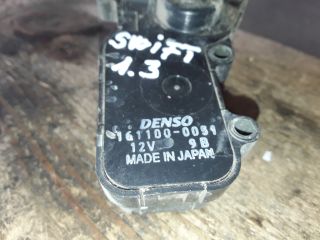 SWiFT
1.3
DENSO
161100-0091
12V 9B
MADE IN JAPAN